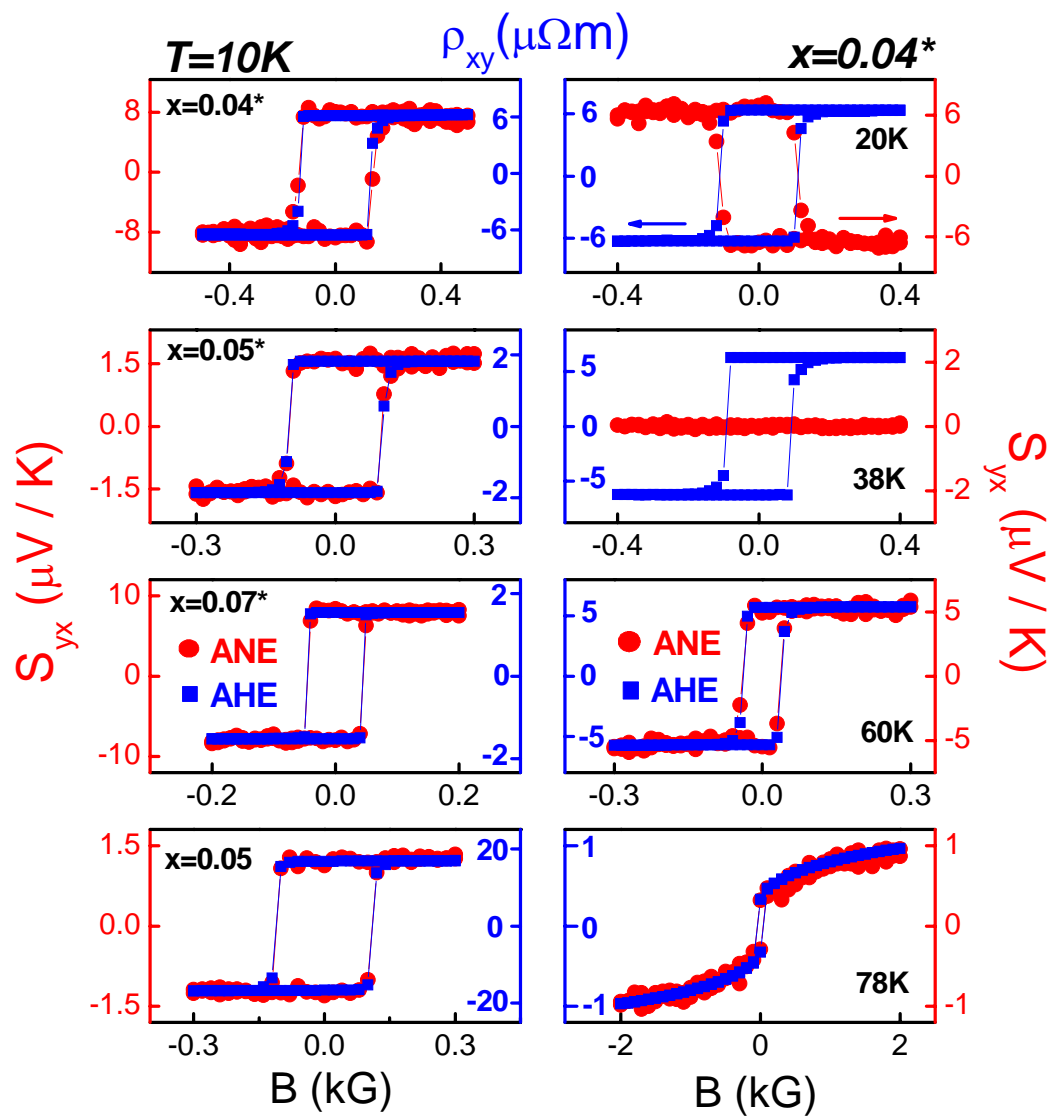 ρxy(μΩm)
T=10K
x=0.04*
x=0.04*
8
0
-8
6
0
-6
-0.4 0.0 0.4
6
0
-6
20K
6
0
-6
-0.4 0.0 0.4
x=0.05*
1.5
0.0
-1.5
2
0
-2
-0.3 0.0 0.3
5
0
-5
38K
2
0
-2
-0.4 0.0 0.4
Syx (μV / K)
Syx (μV / K)
x=0.07*
ANE
AHE
10
0
-10
2
0
-2
-0.2 0.0 0.2
5
0
-5
ANE
AHE
60K
5
0
-5
-0.3 0.0 0.3
x=0.05
1.5
0.0
-1.5
20
0
-20
-0.3 0.0 0.3
1
0
-1
78K
1
0
-1
-2 0 2
B (kG)
B (kG)